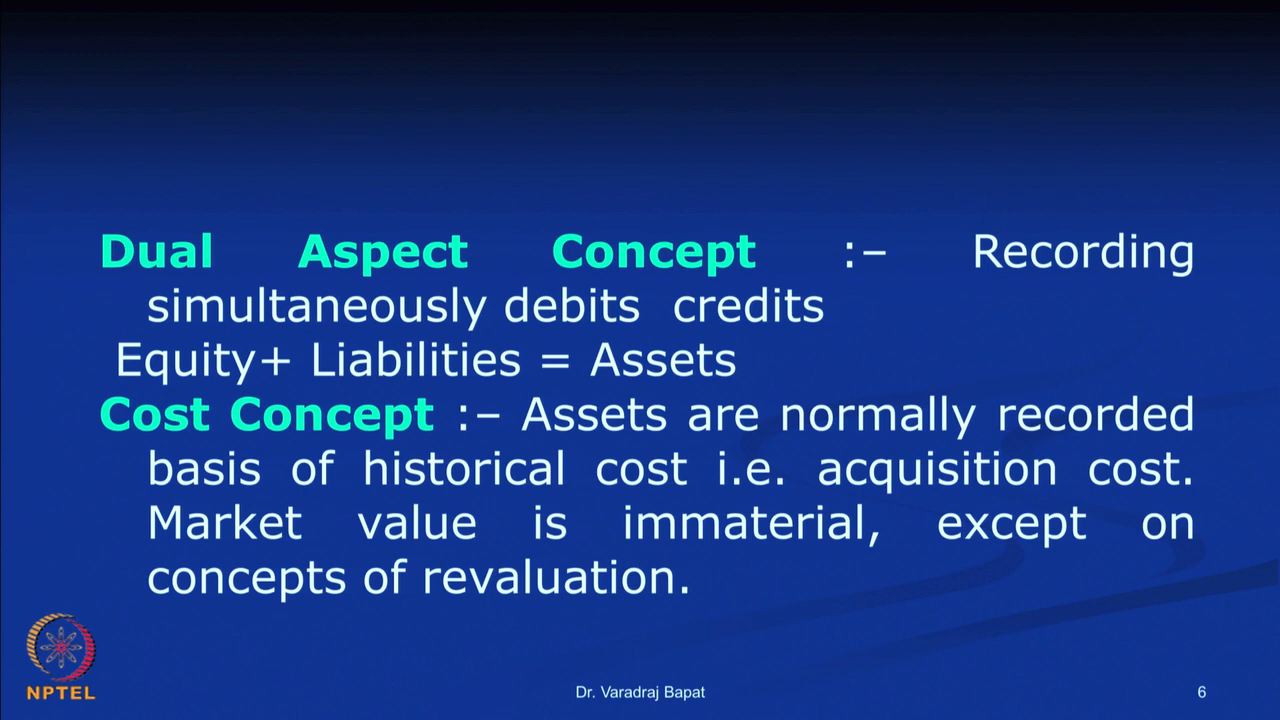 Dual Aspect Concept :– Recording
simultaneously debits credits
Equity+ Liabilities = Assets
Cost Concept :– Assets are normally recorded
basis of historical cost i.e. acquisition cost.
Market value is immaterial, except on
concepts of revaluation.
NPTEL
Dr. Varadraj Bapat
6